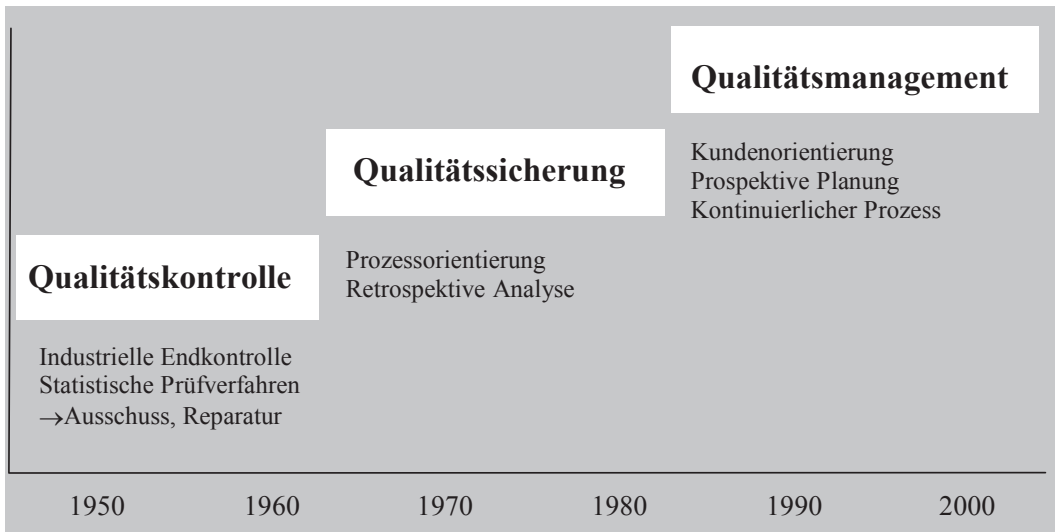 Qualitätsmanagement
Kundenorientierung
Prospektive Planung
Kontinuierlicher Prozess
Qualitätssicherung
Prozessorientierung
Retrospektive Analyse
Qualitätskontrolle
Industrielle Endkontrolle
Statistische Prüfverfahren
→Ausschuss, Reparatur
1950 1960 1970 1980 1990 2000